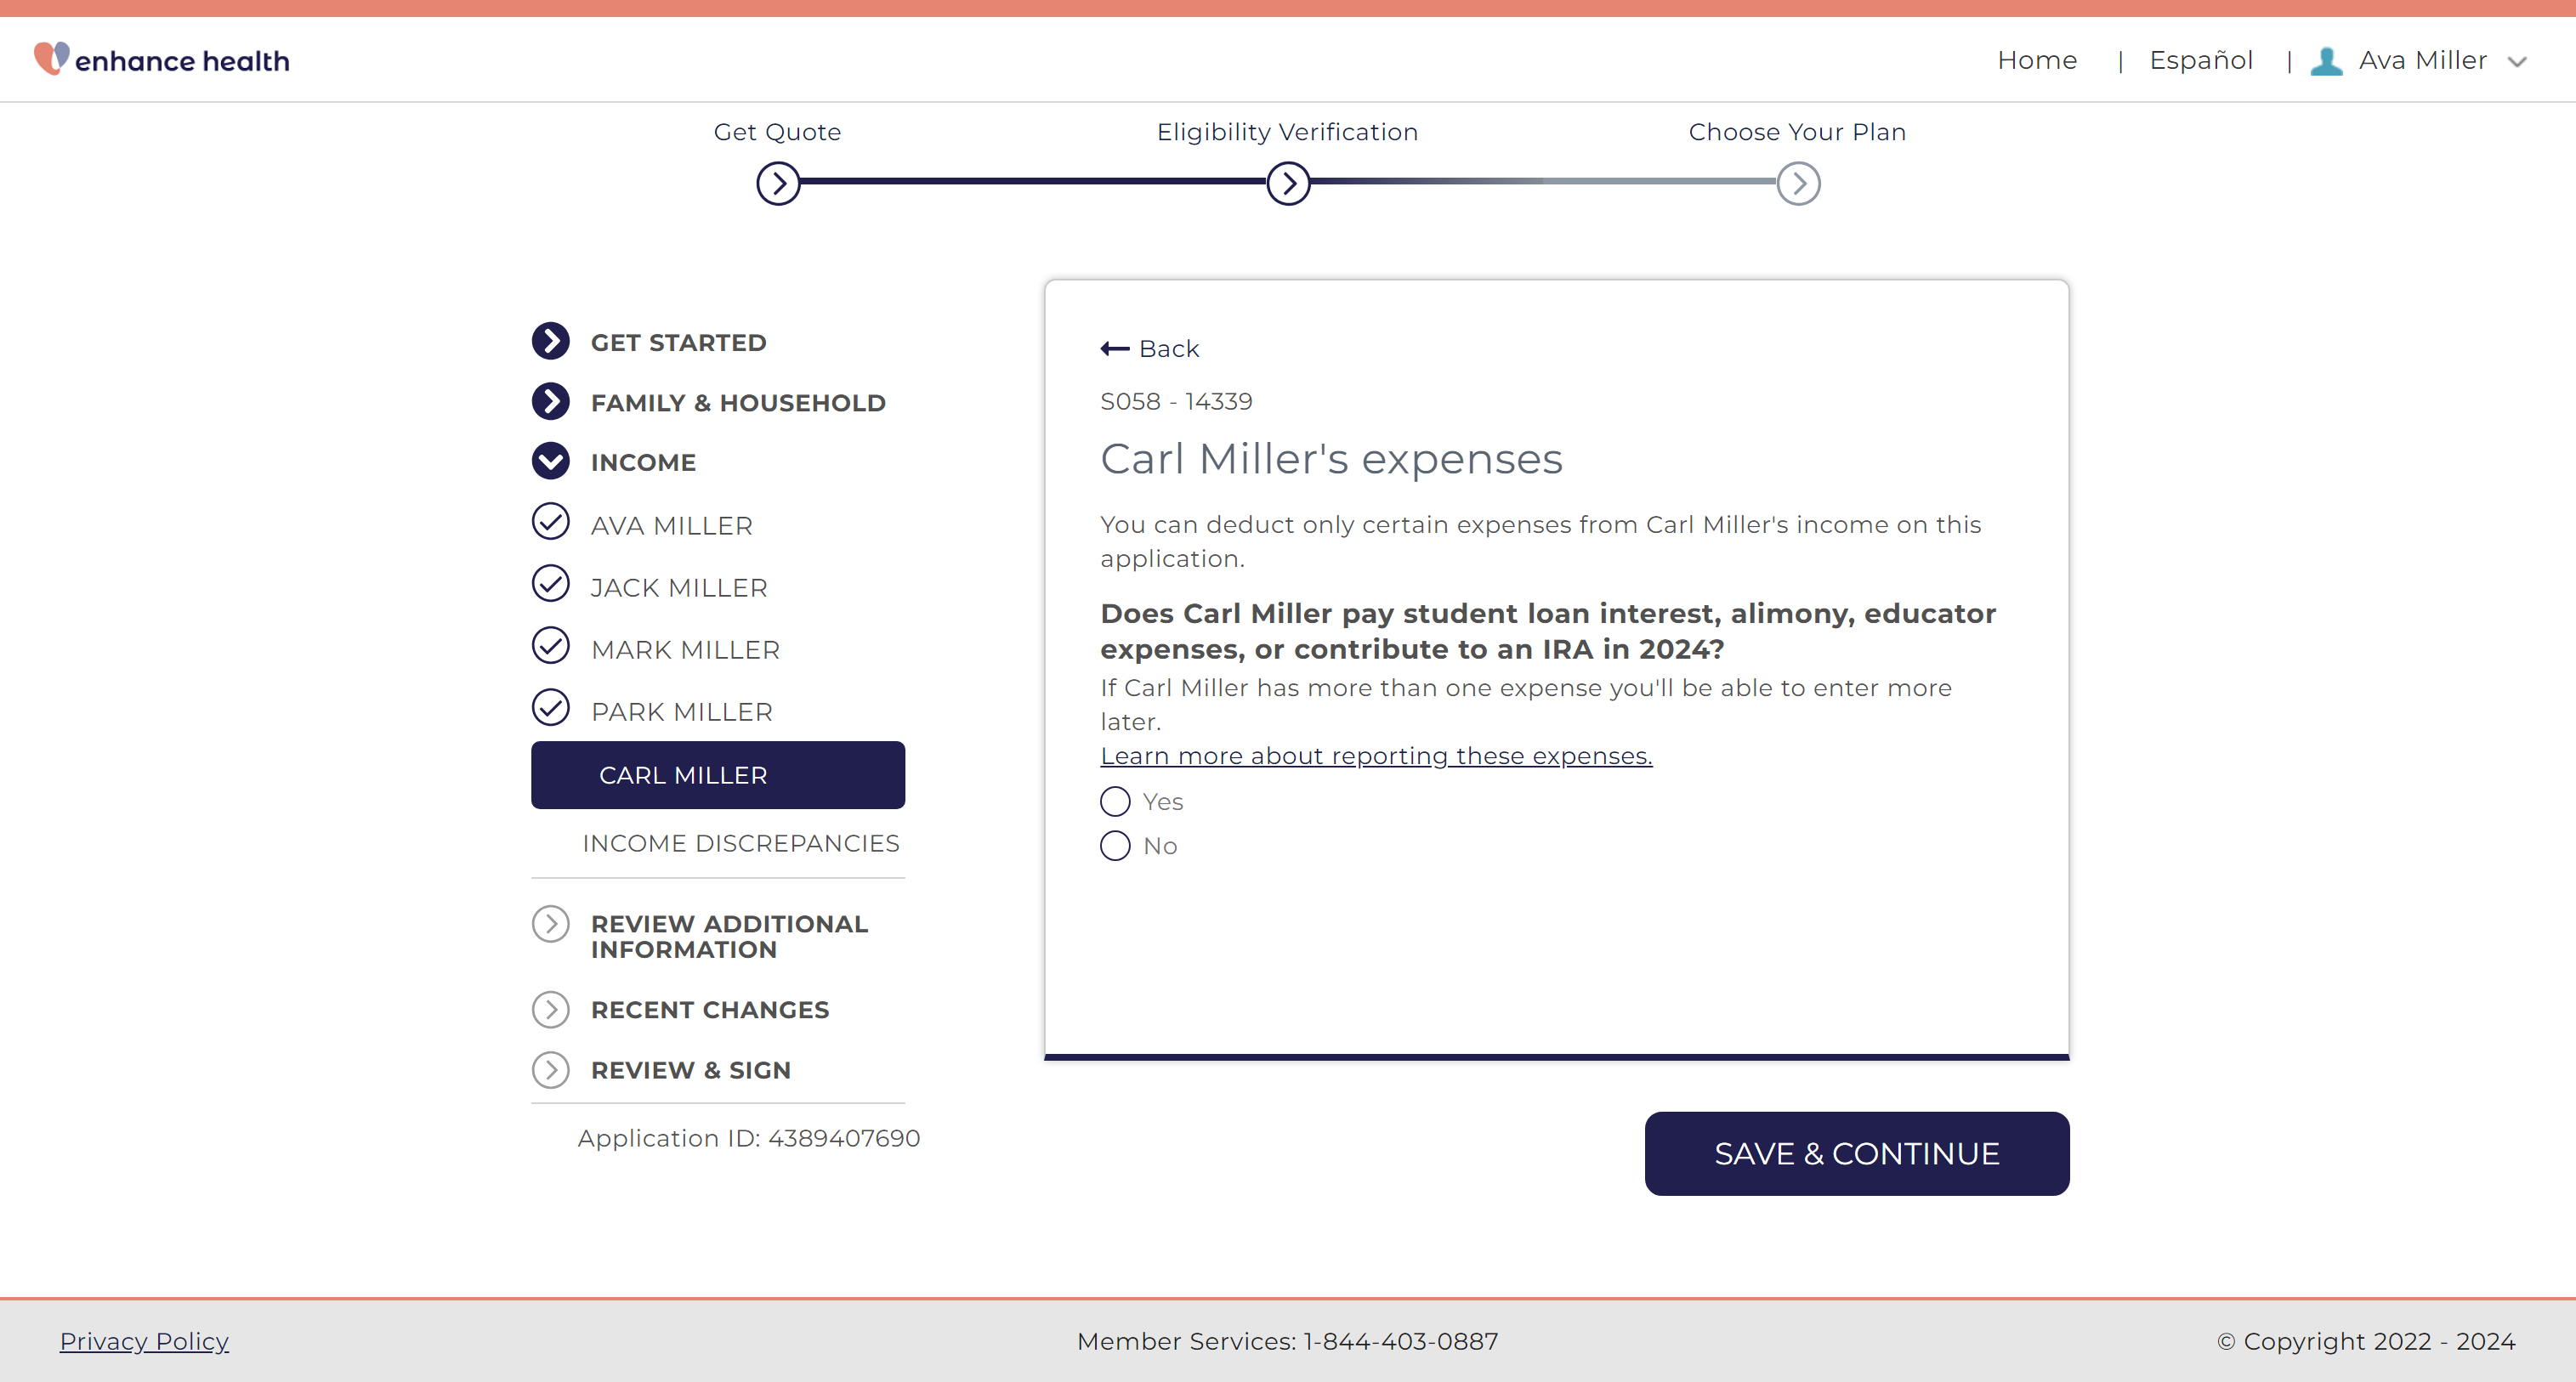 enhance health
Home | Español | Ava Miller
Get Quote
Eligibility Verification
Choose Your Plan
GET STARTED
FAMILY & HOUSEHOLD
INCOME
AVA MILLER
JACK MILLER
MARK MILLER
PARK MILLER
CARL MILLER
INCOME DISCREPANCIES
REVIEW ADDITIONAL
INFORMATION
RECENT CHANGES
REVIEW & SIGN
Application ID: 4389407690
Back
S058 - 14339
Carl Miller's expenses
You can deduct only certain expenses from Carl Miller's income on this
application.
Does Carl Miller pay student loan interest, alimony, educator
expenses, or contribute to an IRA in 2024?
If Carl Miller has more than one expense you'll be able to enter more
later.
Learn more about reporting these expenses.
Yes
No
SAVE & CONTINUE
Privacy Policy
Member Services: 1-844-403-0887
© Copyright 2022 - 2024